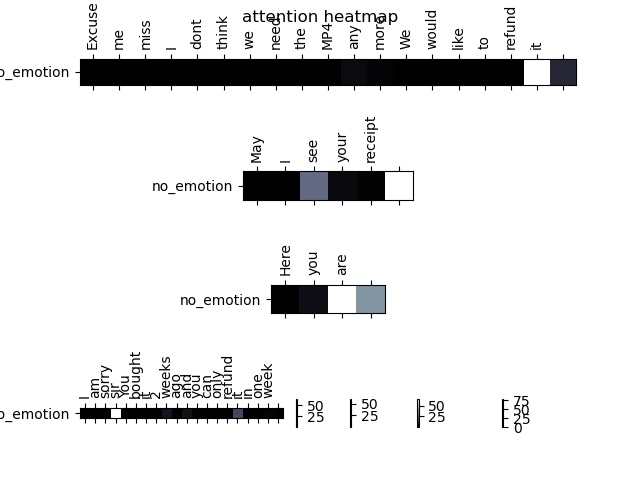 attention heatmap
Excuse me miss I dont think we need the MP4 any more We would like to refund it
no_emotion
May I see your receipt
no_emotion
Here you are
no_emotion
I am sorry sir You bought it 2 weeks ago and you can only refund it in one week
o_emotion
50 25
50 25
50 25
75 50 25 0